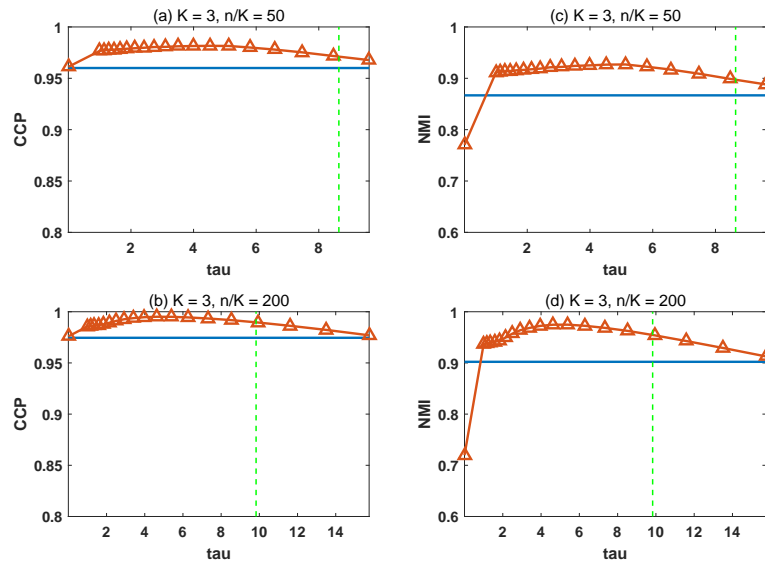 (a) K = 3, n/K = 50
1
0.95
0.9
0.85
0.8
CCP
2 4 6 8
tau
(c) K = 3, n/K = 50
1
0.9
0.8
0.7
0.6
NMI
2 4 6 8
tau
(b) K = 3, n/K = 200
1
0.95
0.9
0.85
0.8
CCP
2 4 6 8 10 12 14
tau
(d) K = 3, n/K = 200
1
0.9
0.8
0.7
0.6
NMI
2 4 6 8 10 12 14
tau